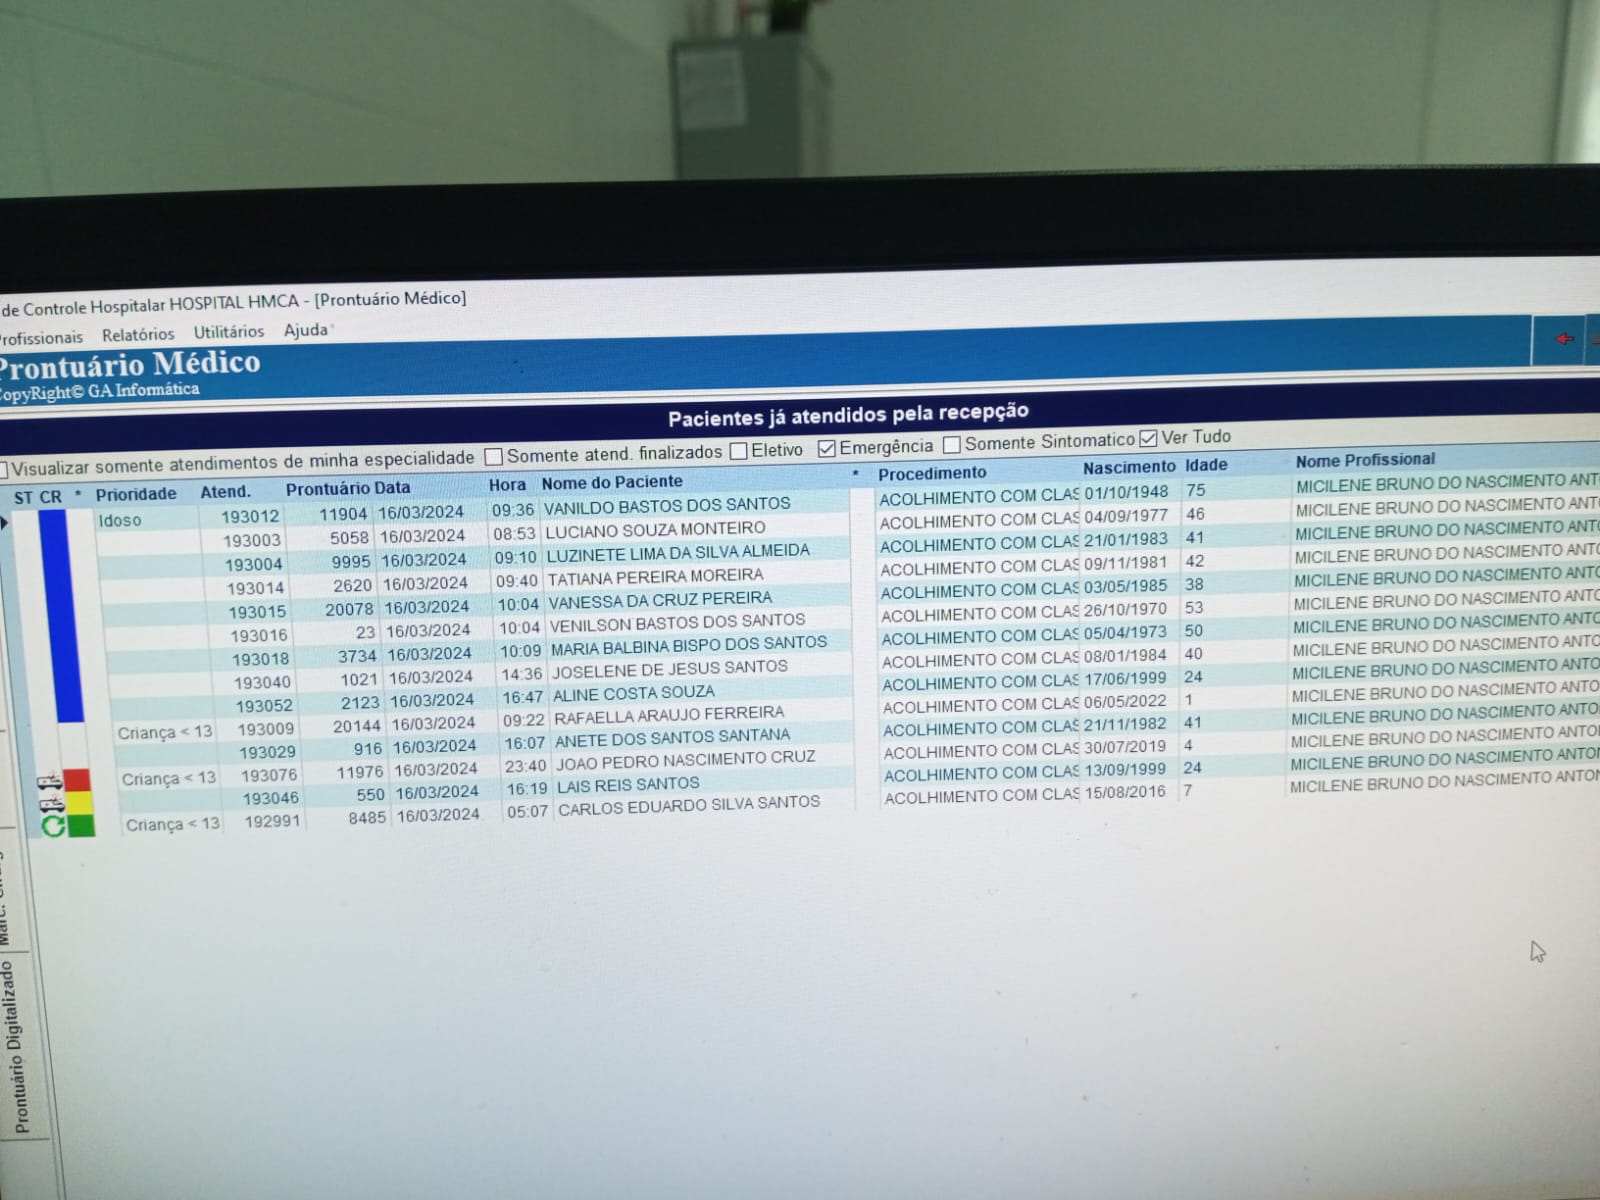 de Controle Hospitalar HOSPITAL HMCA - [Prontuário Médico]
rofissionais Relatórios Utilitários Ajuda
Prontuário Médico
CopyRight© GA Informática
Pacientes já atendidos pela recepção
Visualizar somente atendimentos de minha especialidade Somente atend. finalizados Eletivo Emergência Somente Sintomatico Ver Tudo
ST CR * Prioridade Atend. Prontuário Data Hora Nome do Paciente * Procedimento Nascimento Idade Nome Profissional
Idoso 193012 11904 16/03/2024 09:36 VANILDO BASTOS DOS SANTOS ACOLHIMENTO COM CLAS 01/10/1948 75 MICILENE BRUNO DO NASCIMENTO ANTO
193003 5058 16/03/2024 08:53 LUCIANO SOUZA MONTEIRO ACOLHIMENTO COM CLAS 04/09/1977 46 MICILENE BRUNO DO NASCIMENTO ANTO
193004 9995 16/03/2024 09:10 LUZINETE LIMA DA SILVA ALMEIDA ACOLHIMENTO COM CLAS 21/01/1983 41 MICILENE BRUNO DO NASCIMENTO ANTO
193014 2620 16/03/2024 09:40 TATIANA PEREIRA MOREIRA ACOLHIMENTO COM CLAS 09/11/1981 42 MICILENE BRUNO DO NASCIMENTO ANTO
193015 20078 16/03/2024 10:04 VANESSA DA CRUZ PEREIRA ACOLHIMENTO COM CLAS 03/05/1985 38 MICILENE BRUNO DO NASCIMENTO ANTO
193016 23 16/03/2024 10:04 VENILSON BASTOS DOS SANTOS ACOLHIMENTO COM CLAS 26/10/1970 53 MICILENE BRUNO DO NASCIMENTO ANTO
193018 3734 16/03/2024 10:09 MARIA BALBINA BISPO DOS SANTOS ACOLHIMENTO COM CLAS 05/04/1973 50 MICILENE BRUNO DO NASCIMENTO ANTO
193040 1021 16/03/2024 14:36 JOSELENE DE JESUS SANTOS ACOLHIMENTO COM CLAS 08/01/1984 40 MICILENE BRUNO DO NASCIMENTO ANTO
193052 2123 16/03/2024 16:47 ALINE COSTA SOUZA ACOLHIMENTO COM CLAS 17/06/1999 24 MICILENE BRUNO DO NASCIMENTO ANTO
Criança < 13 193009 20144 16/03/2024 09:22 RAFAELLA ARAUJO FERREIRA ACOLHIMENTO COM CLAS 06/05/2022 1 MICILENE BRUNO DO NASCIMENTO ANTO
193029 916 16/03/2024 16:07 ANETE DOS SANTOS SANTANA ACOLHIMENTO COM CLAS 21/11/1982 41 MICILENE BRUNO DO NASCIMENTO ANTO
Criança < 13 193076 11976 16/03/2024 23:40 JOAO PEDRO NASCIMENTO CRUZ ACOLHIMENTO COM CLAS 30/07/2019 4 MICILENE BRUNO DO NASCIMENTO ANTO
193046 550 16/03/2024 16:19 LAIS REIS SANTOS ACOLHIMENTO COM CLAS 13/09/1999 24 MICILENE BRUNO DO NASCIMENTO ANTON
Criança < 13 192991 8485 16/03/2024 05:07 CARLOS EDUARDO SILVA SANTOS ACOLHIMENTO COM CLAS 15/08/2016 7 MICILENE BRUNO DO NASCIMENTO ANTON
Marc.
Prontuário Digitalizado